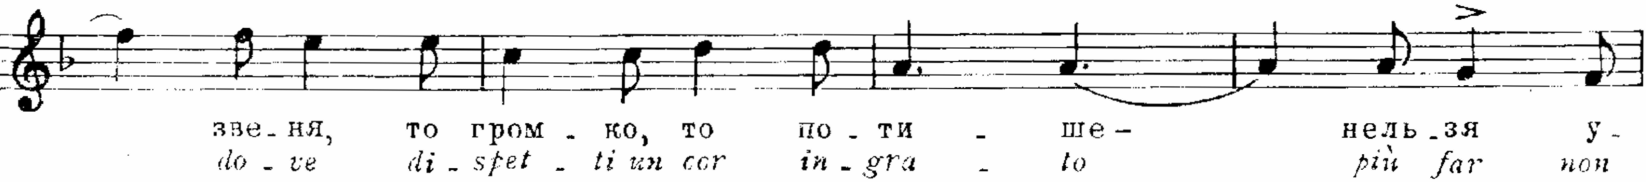 зве - ня, то гром - ко, то по - ти - ше - нель - зя у -
do - ve di - spet - ti un cor in - gra - to più far non